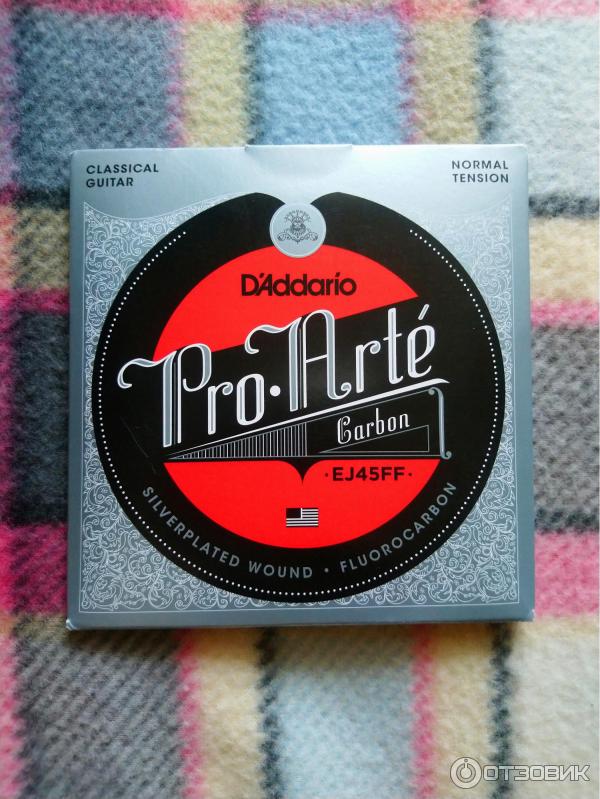 CLASSICAL
GUITAR
NORMAL
TENSION
D'Addario
Pro·Arté
Carbon
· EJ45FF ·
SILVERPLATED WOUND · FLUOROCARBON
ОТЗОВИК